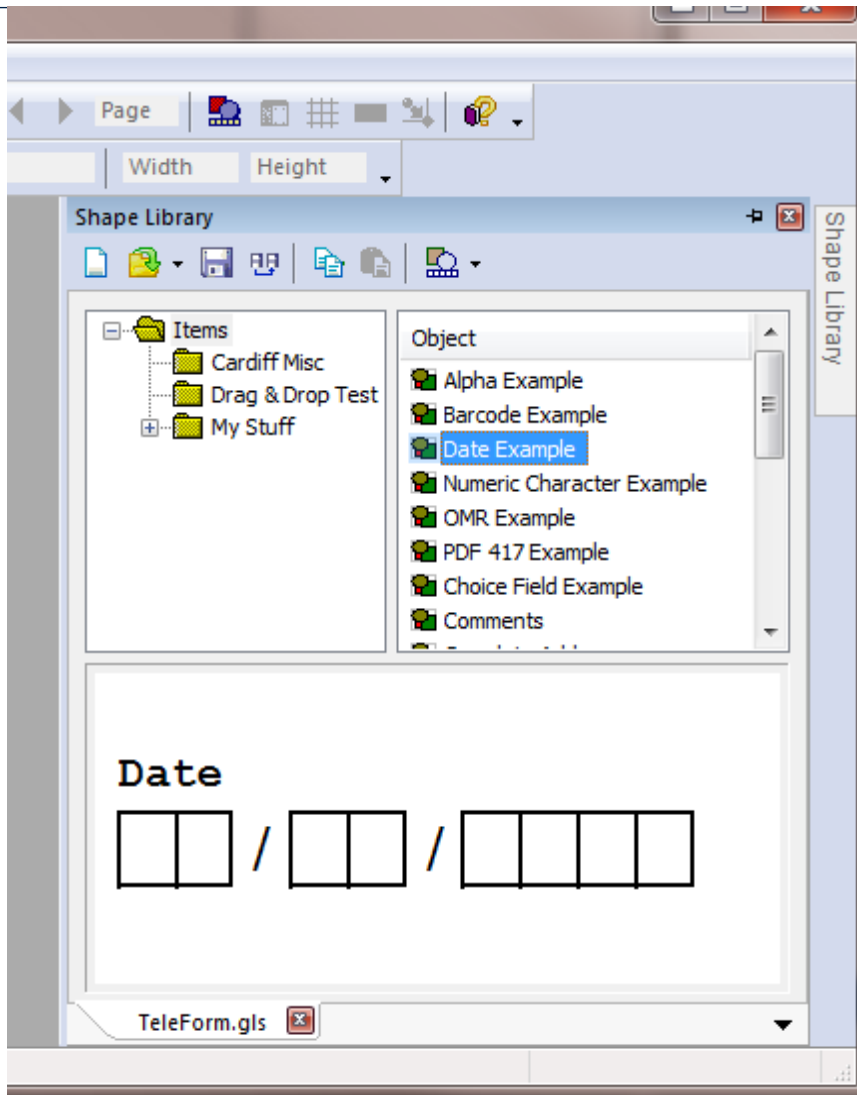 Page
Width Height
Shape Library
Shape Library
Items
Cardiff Misc
Drag & Drop Test
My Stuff
Object
Alpha Example
Barcode Example
Date Example
Numeric Character Example
OMR Example
PDF 417 Example
Choice Field Example
Comments
Date
/ /
TeleForm.gls